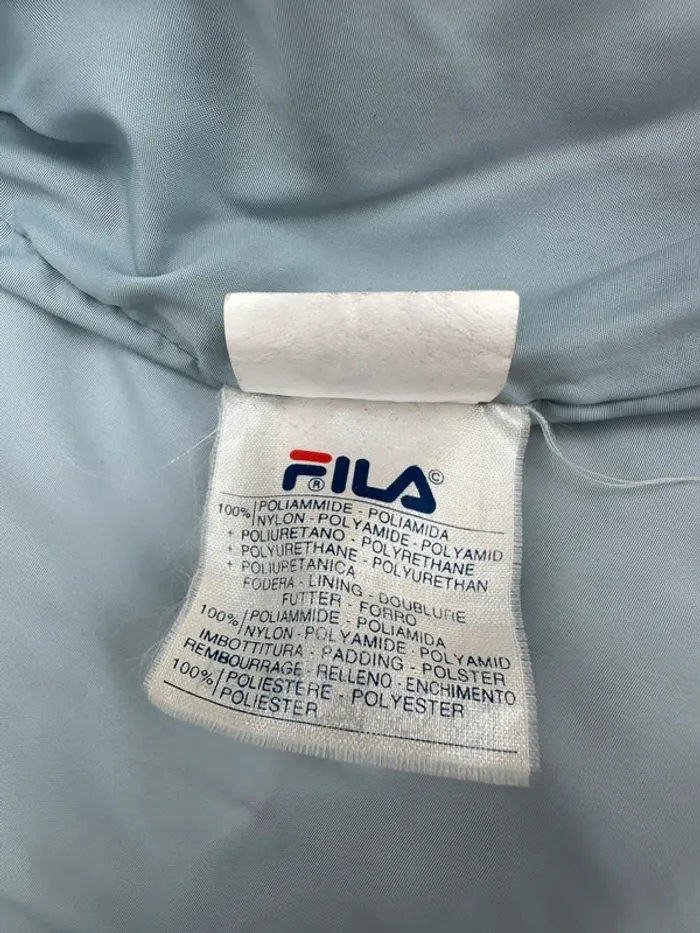 FILA®©
100% POLIAMMIDE - POLIAMIDA
NYLON - POLYAMIDE - POLYAMID
+ POLIURETANO - POLYRETHANE
+ POLYURETHANE - POLYURETHAN
+ POLIURETANICA
FODERA - LINING - DOUBLURE
FUTTER - FORRO
100% POLIAMMIDE - POLIAMIDA
NYLON - POLYAMIDE - POLYAMID
IMBOTTITURA - PADDING - POLSTER
REMBOURRAGE - RELLENO - ENCHIMENTO
100% POLIESTERE - POLYESTER
POLIESTER